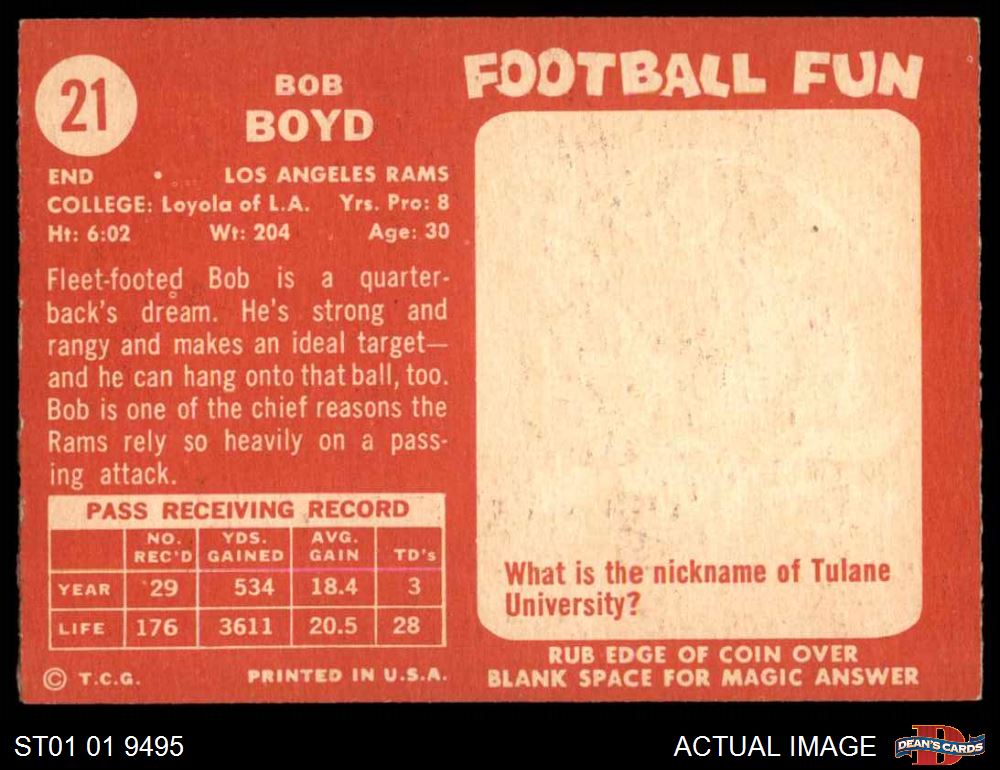 21
BOB
BOYD
END • LOS ANGELES RAMS
COLLEGE: Loyola of L.A. Yrs. Pro: 8
Ht: 6:02 Wt: 204 Age: 30
Fleet-footed Bob is a quarter-
back's dream. He's strong and
rangy and makes an ideal target—
and he can hang onto that ball, too.
Bob is one of the chief reasons the
Rams rely so heavily on a pass-
ing attack.
PASS RECEIVING RECORD
NO. REC'D YDS. GAINED AVG. GAIN TD's
YEAR 29 534 18.4 3
LIFE 176 3611 20.5 28
© T.C.G. PRINTED IN U.S.A.
FOOTBALL FUN
What is the nickname of Tulane
University?
RUB EDGE OF COIN OVER
BLANK SPACE FOR MAGIC ANSWER
ST01 01 9495
ACTUAL IMAGE
D
DEAN'S CARDS